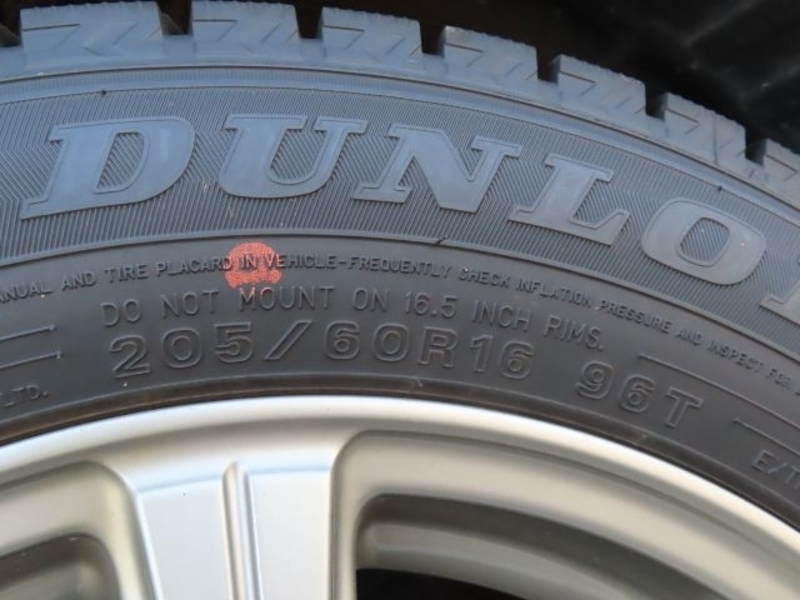 DUNLO
ANUAL AND TIRE PLACARD IN VEHICLE-FREQUENTLY CHECK INFLATION PRESSURE AND INSPECT FOR
DO NOT MOUNT ON 16.5 INCH RIMS.
205/60R16 96T
LTD.
EXT